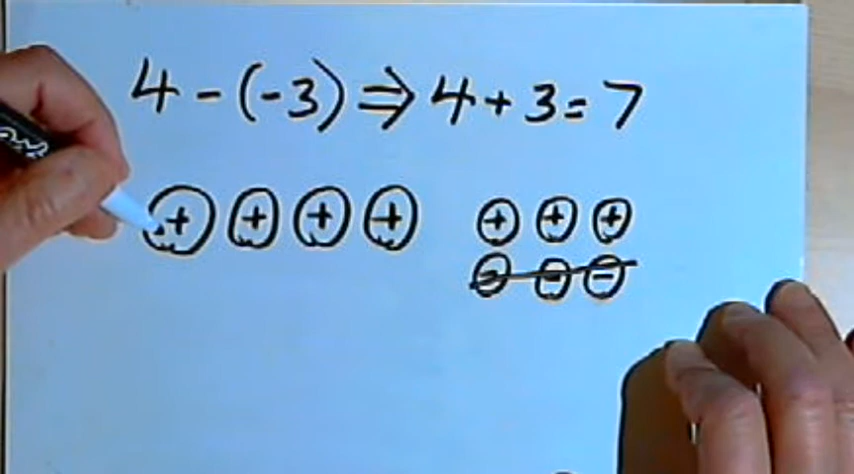 4 - (-3) ⇒ 4 + 3 = 7
+ + + + + + +
- - -